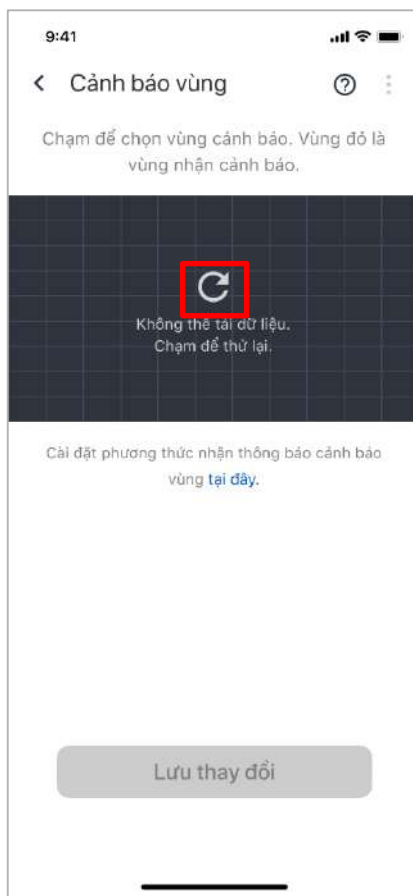 9:41
Cảnh báo vùng
Chạm để chọn vùng cảnh báo. Vùng đỏ là
vùng nhận cảnh báo.
Không thể tải dữ liệu.
Chạm để thử lại.
Cài đặt phương thức nhận thông báo cảnh báo
vùng tại đây.
Lưu thay đổi